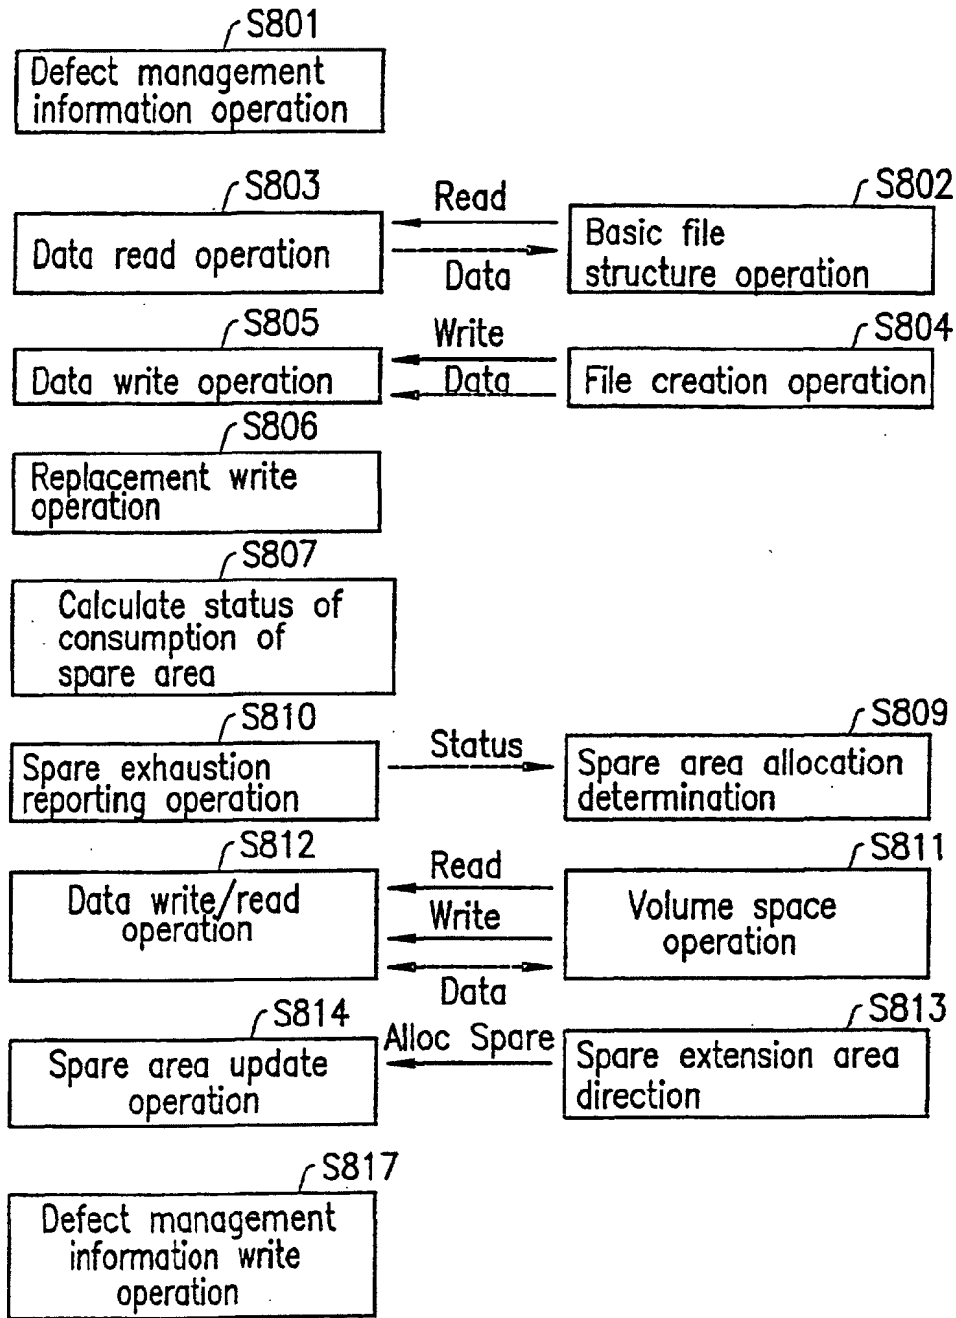 S801
Defect management
information operation
S803
Data read operation
Read
Data
S802
Basic file
structure operation
S805
Data write operation
Write
Data
S804
File creation operation
S806
Replacement write
operation
S807
Calculate status of
consumption of
spare area
S810
Spare exhaustion
reporting operation
Status
S809
Spare area allocation
determination
S812
Data write/read
operation
Read
Write
Data
S811
Volume space
operation
S814
Spare area update
operation
Alloc Spare
S813
Spare extension area
direction
S817
Defect management
information write
operation